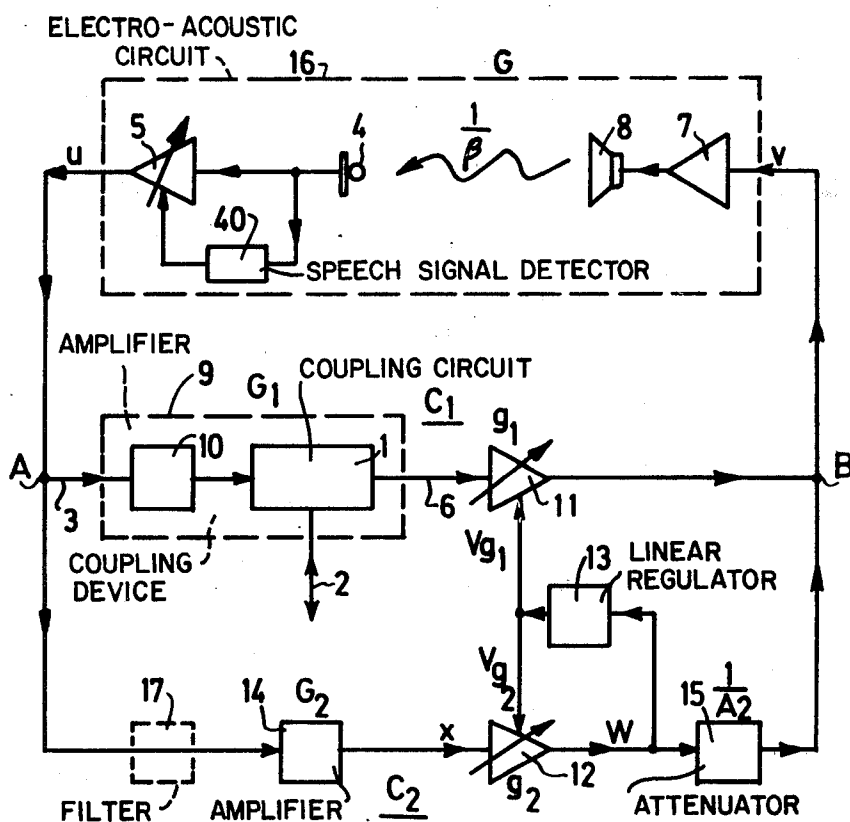 ELECTRO-ACOUSTIC
CIRCUIT
16
G
5
4
1/β
8
7
u
v
40
SPEECH SIGNAL DETECTOR
AMPLIFIER
9
G1
COUPLING CIRCUIT
C1
g1
A
10
1
B
3
6
11
COUPLING
DEVICE
2
Vg1
13
LINEAR
REGULATOR
Vg2
17
14
G2
x
W
15
1/A2
12
g2
FILTER
AMPLIFIER
C2
ATTENUATOR